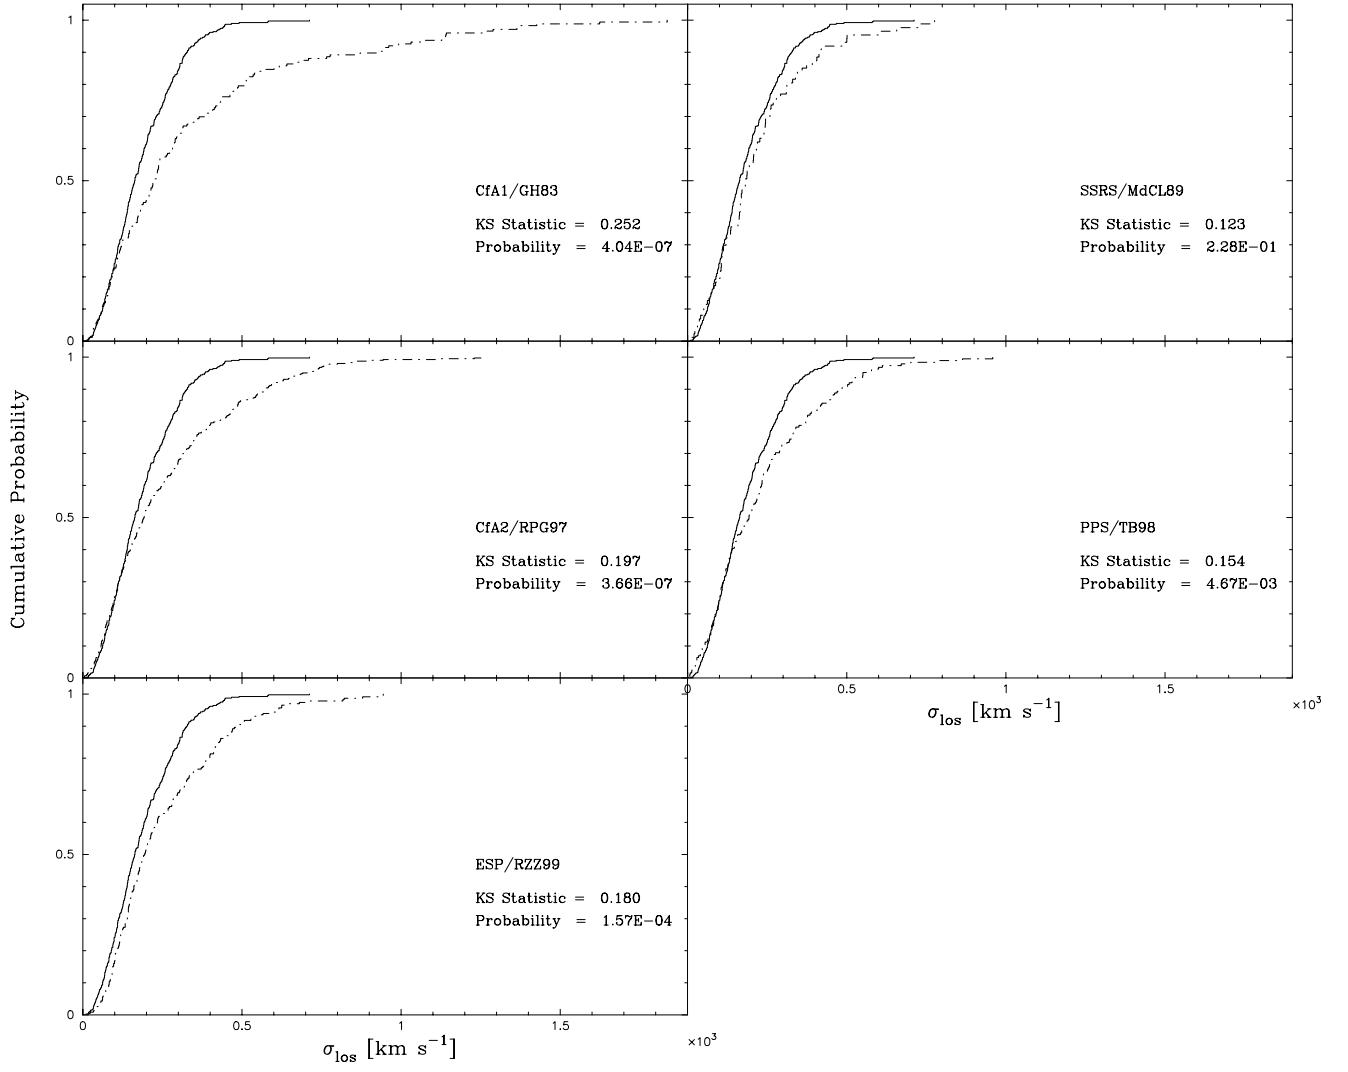 Cumulative Probability
1
0.5
0
CfA1/GH83
KS Statistic = 0.252
Probability = 4.04E−07
SSRS/MdCL89
KS Statistic = 0.123
Probability = 2.28E−01
1
0.5
0
CfA2/RPG97
KS Statistic = 0.197
Probability = 3.66E−07
PPS/TB98
KS Statistic = 0.154
Probability = 4.67E−03
0 0.5 1 1.5
×10³
σ_los [km s⁻¹]
1
0.5
0
ESP/RZZ99
KS Statistic = 0.180
Probability = 1.57E−04
0 0.5 1 1.5
×10³
σ_los [km s⁻¹]